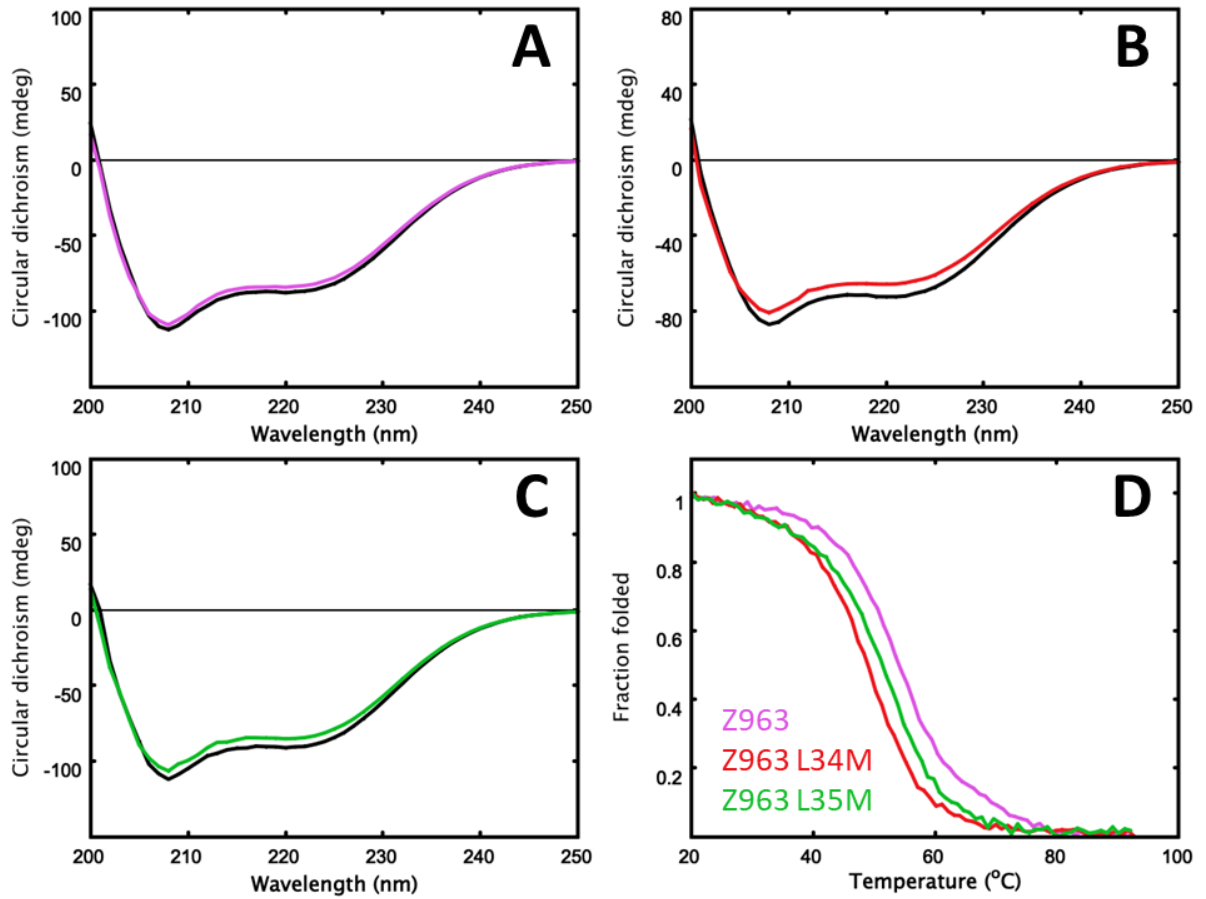 A
Circular dichroism (mdeg)
100
50
0
-50
-100
200 210 220 230 240 250
Wavelength (nm)
B
Circular dichroism (mdeg)
80
40
0
-40
-80
200 210 220 230 240 250
Wavelength (nm)
C
Circular dichroism (mdeg)
100
50
0
-50
-100
200 210 220 230 240 250
Wavelength (nm)
D
Fraction folded
1
0.8
0.6
0.4
0.2
Z963
Z963 L34M
Z963 L35M
20 40 60 80 100
Temperature (°C)